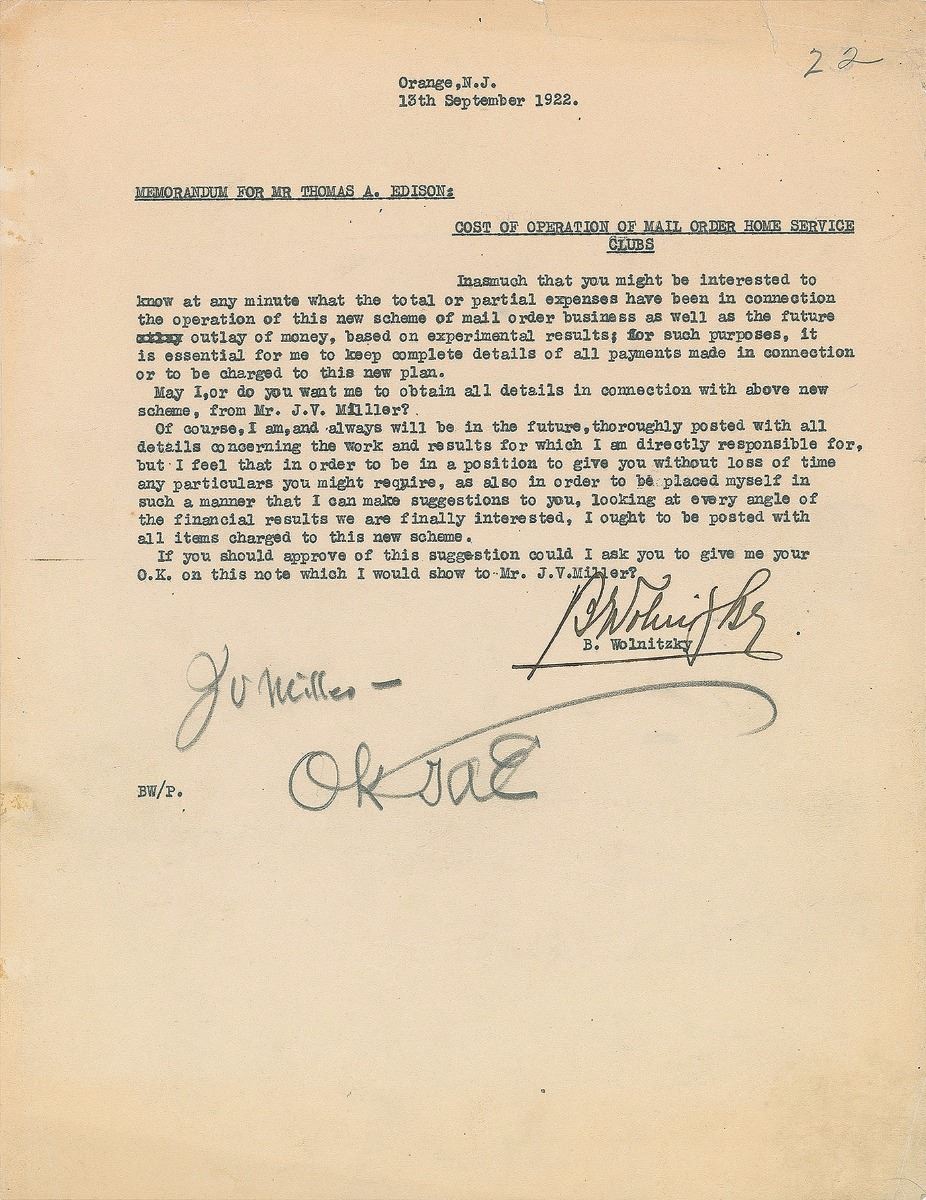 22
Orange,N.J.
13th September 1922.
MEMORANDUM FOR MR THOMAS A. EDISON:
COST OF OPERATION OF MAIL ORDER HOME SERVICE
CLUBS
Inasmuch that you might be interested to
know at any minute what the total or partial expenses have been in connection
the operation of this new scheme of mail order business as well as the future
outlay of money, based on experimental results; for such purposes, it
is essential for me to keep complete details of all payments made in connection
or to be charged to this new plan.
May I,or do you want me to obtain all details in connection with above new
scheme, from Mr. J.V. Milller?.
Of course,I am,and always will be in the future,thoroughly posted with all
details concerning the work and results for which I am directly responsible for,
but I feel that in order to be in a position to give you without loss of time
any particulars you might require, as also in order to be placed myself in
such a manner that I can make suggestions to you, looking at every angle of
the financial results we are finally interested, I ought to be posted with
all items charged to this new scheme.
If you should approve of this suggestion could I ask you to give me your
O.K. on this note which I would show to Mr. J.V.Miller?
B Wolnitzky
B. Wolnitzky
J V Miller —
OK TAE
BW/P.